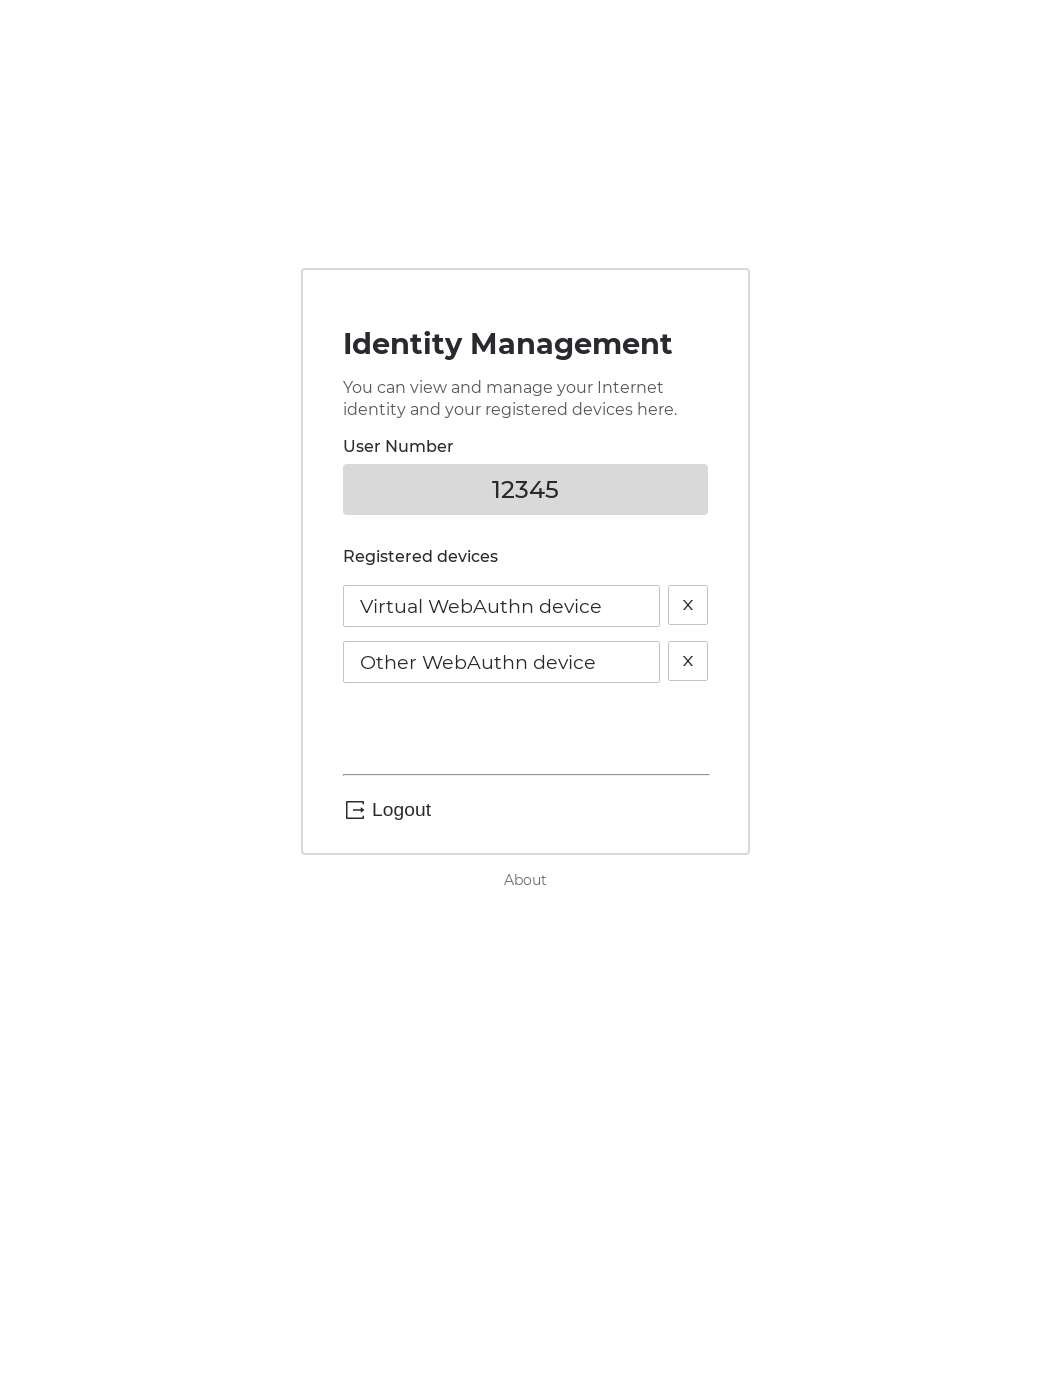 Identity Management
You can view and manage your Internet
identity and your registered devices here.
User Number
12345
Registered devices
Virtual WebAuthn device X
Other WebAuthn device X
Logout
About